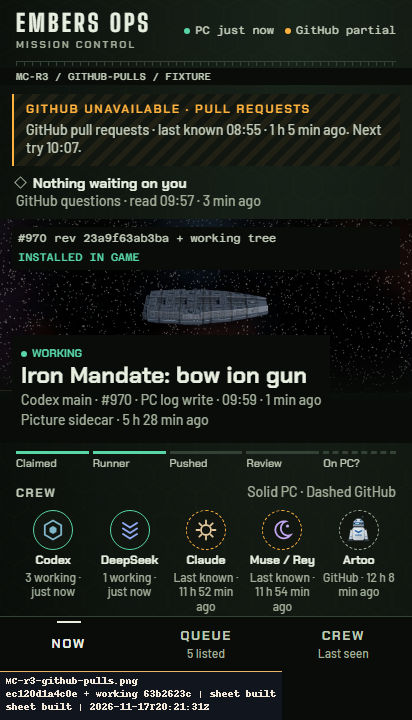 EMBERS OPS
MISSION CONTROL
PC just now
GitHub partial
MC-R3 / GITHUB-PULLS / FIXTURE
GITHUB UNAVAILABLE · PULL REQUESTS
GitHub pull requests · last known 08:55 · 1 h 5 min ago. Next
try 10:07.
Nothing waiting on you
GitHub questions · read 09:57 · 3 min ago
#970 rev 23a9f63ab3ba + working tree
INSTALLED IN GAME
WORKING
Iron Mandate: bow ion gun
Codex main · #970 · PC log write · 09:59 · 1 min ago
Picture sidecar · 5 h 28 min ago
Claimed
Runner
Pushed
Review
On PC?
CREW
Solid PC · Dashed GitHub
Codex
3 working ·
just now
DeepSeek
1 working ·
just now
Claude
Last known ·
11 h 52 min
ago
Muse / Rey
Last known ·
11 h 54 min
ago
Artoo
GitHub · 12 h 8
min ago
NOW
QUEUE
5 listed
CREW
Last seen
MC-r3-github-pulls.png
ec120d1a4c0e + working 63b2623c | sheet built
sheet built | 2026-11-17T20:21:31Z